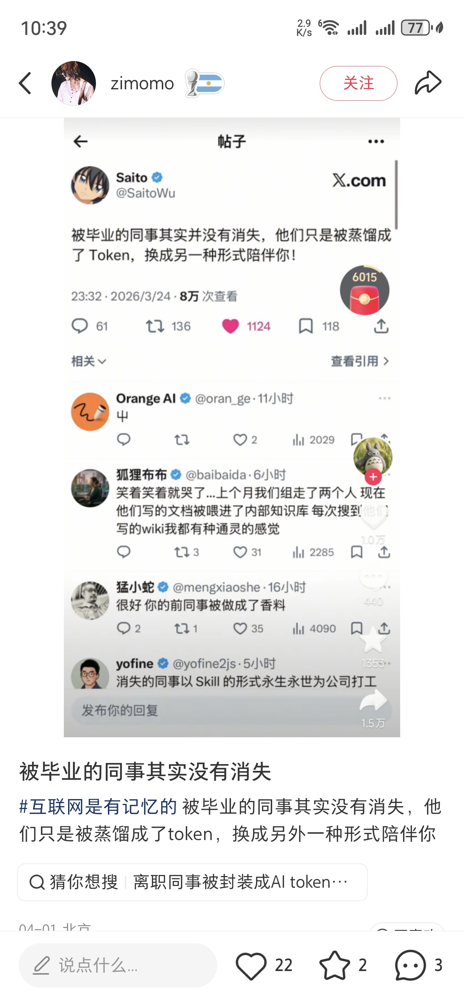 10:39
2.9
K/s
6
77
zimomo
关注
帖子
Saito
@SaitoWu
X.com
被毕业的同事其实并没有消失，他们只是被蒸馏成
了 Token，换成另一种形式陪伴你！
6015
23:32 · 2026/3/24 · 8万 次查看
61
136
1124
118
相关
查看引用
Orange AI @oran_ge · 11小时
屮
2
2029
狐狸布布 @baibaida · 6小时
笑着笑着就哭了...上个月我们组走了两个人 现在
他们写的文档被喂进了内部知识库 每次搜到他们
写的wiki我都有种通灵的感觉
1.0万
3
31
2285
猛小蛇 @mengxiaoshe · 16小时
很好 你的前同事被做成了香料
440
2
1
35
4090
yofine @yofine2js · 5小时
1353
消失的同事以 Skill 的形式永生永世为公司打工
发布你的回复
1.5万
被毕业的同事其实没有消失
#互联网是有记忆的 被毕业的同事其实没有消失，他
们只是被蒸馏成了token，换成另外一种形式陪伴你
猜你想搜 | 离职同事被封装成AI token…
04-01 北京
说点什么...
22
2
3